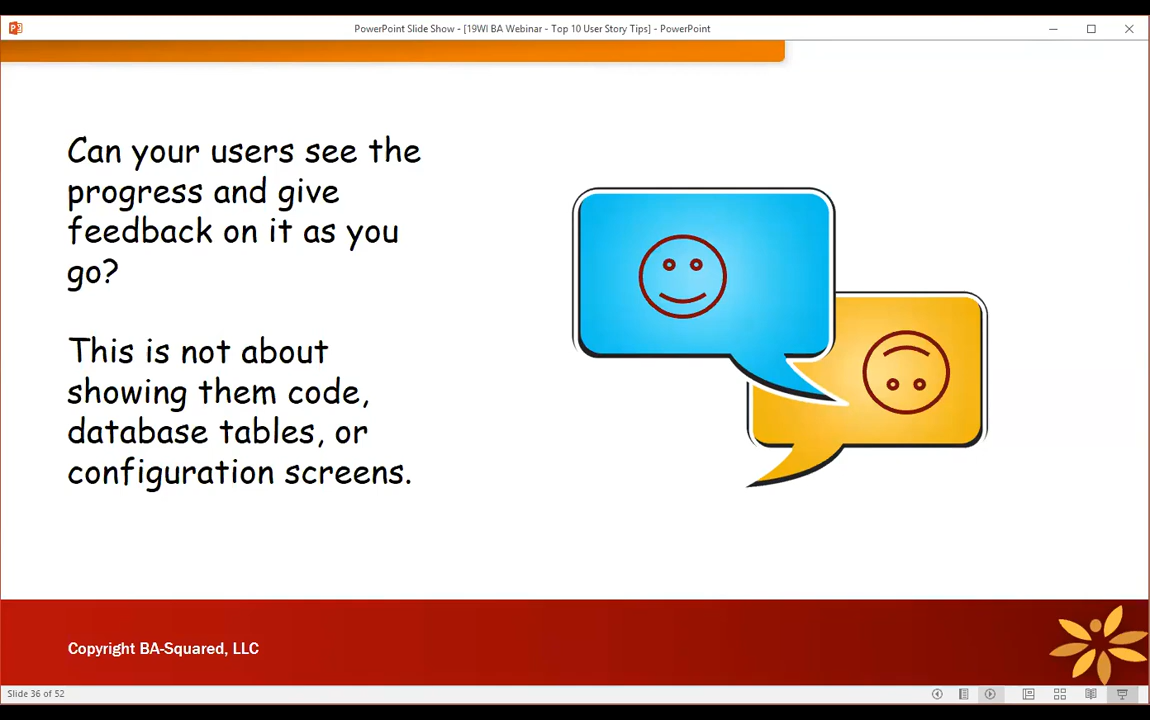 PowerPoint Slide Show - [19WI BA Webinar - Top 10 User Story Tips] - PowerPoint
Can your users see the
progress and give
feedback on it as you
go?
This is not about
showing them code,
database tables, or
configuration screens.
Copyright BA-Squared, LLC
Slide 36 of 52